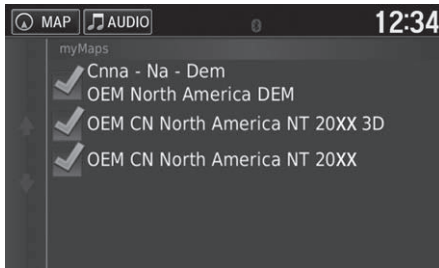 MAP AUDIO 12:34
myMaps
Cnna - Na - Dem
OEM North America DEM
OEM CN North America NT 20XX 3D
OEM CN North America NT 20XX